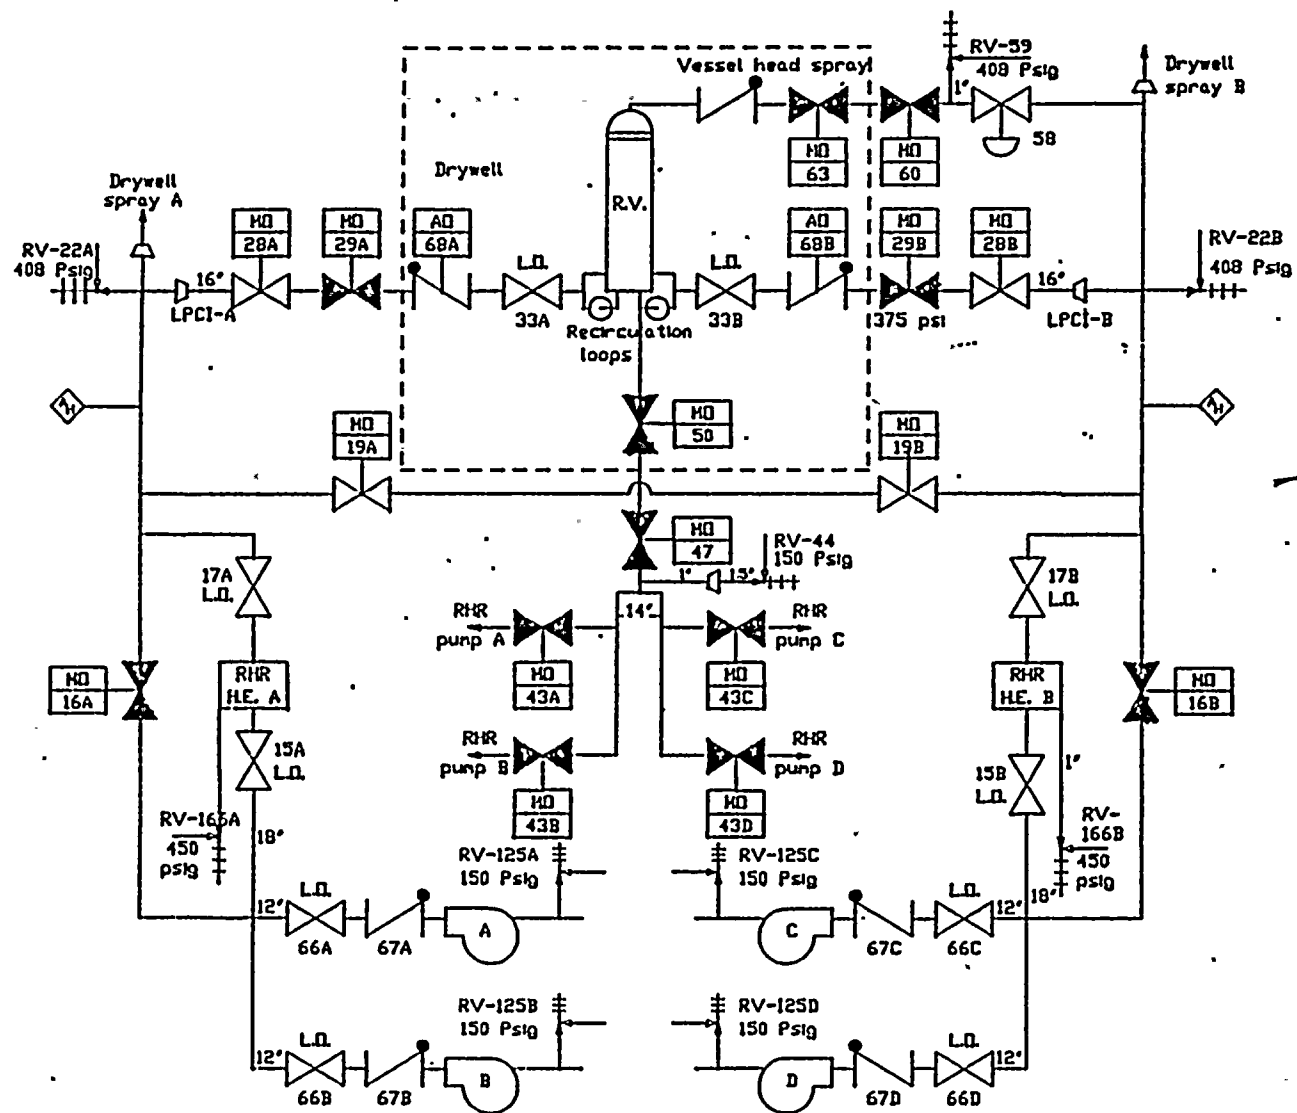 RV-59
408 Psig
Vessel head spray
1"
Drywell
spray B
58
MO
63
MO
60
Drywell
R.V.
Drywell
spray A
MO
28A
MO
29A
AO
68A
AO
68B
MO
29B
MO
28B
RV-22A
408 Psig
RV-22B
408 Psig
L.O.
L.O.
16"
16"
LPCI-A
33A
33B
375 psi
LPCI-B
Recirculation
loops
MO
50
MO
19A
MO
19B
MO
47
RV-44
150 Psig
1"
15"
17A
L.O.
17B
L.O.
14"
RHR
pump A
RHR
pump C
MO
43A
MO
43C
MO
16A
RHR
H.E. A
RHR
H.E. B
MO
16B
15A
L.O.
RHR
pump B
RHR
pump D
15B
L.O.
1"
MO
43B
MO
43D
RV-166A
450
psig
18"
RV-
166B
450
psig
RV-125A
150 Psig
RV-125C
150 Psig
L.O.
L.O.
18"
12"
12"
A
C
66A
67A
67C
66C
RV-125B
150 Psig
RV-125D
150 Psig
L.O.
L.O.
12"
12"
B
D
66B
67B
67D
66D